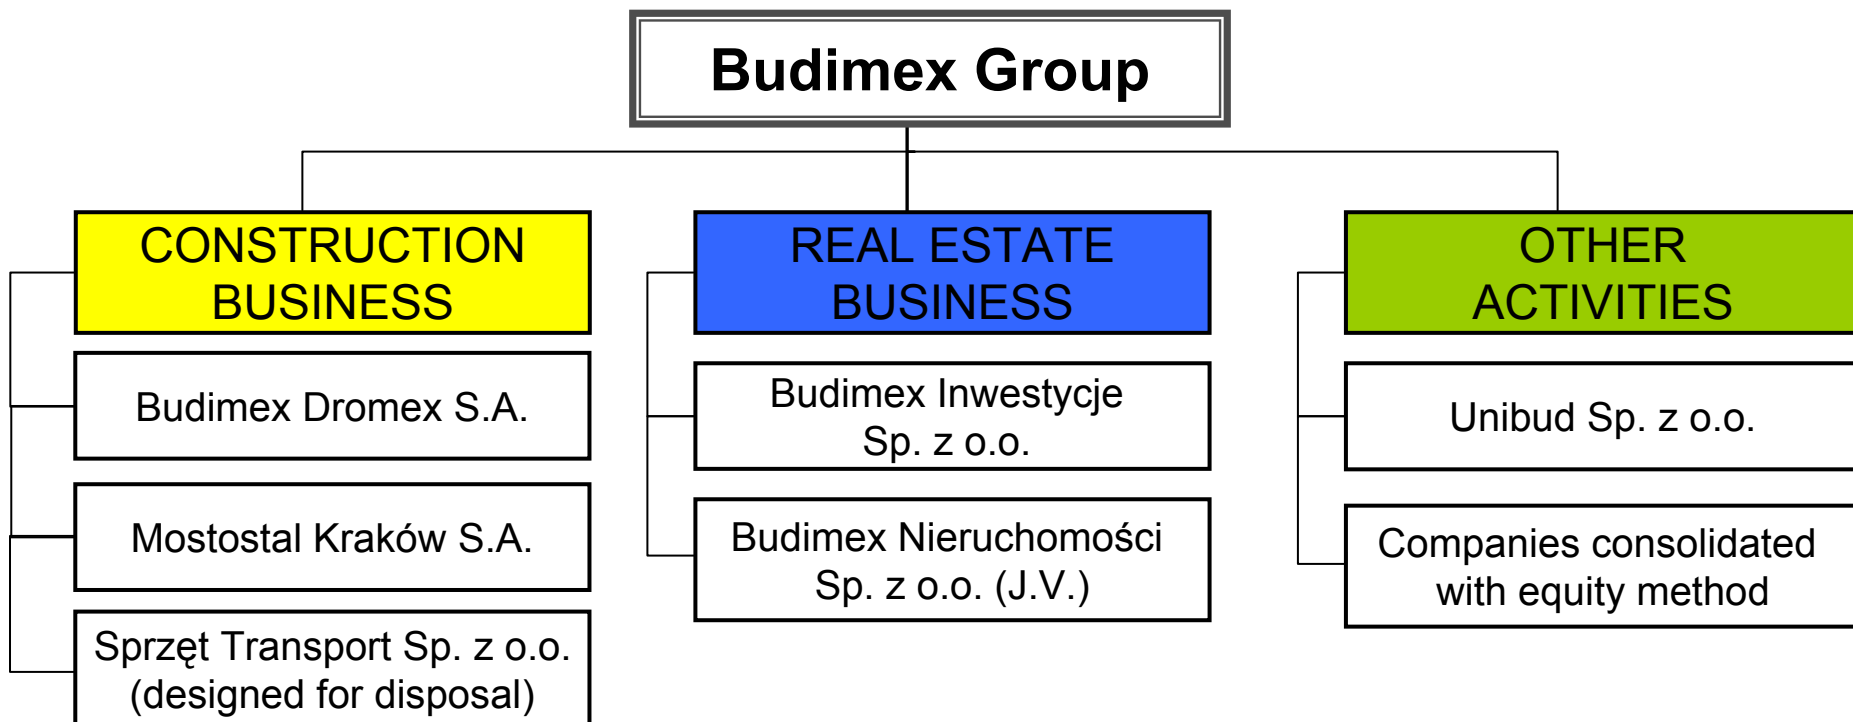 Budimex Group
CONSTRUCTION
BUSINESS
Budimex Dromex S.A.
Mostostal Kraków S.A.
Sprzęt Transport Sp. z o.o.
(designed for disposal)
REAL ESTATE
BUSINESS
Budimex Inwestycje
Sp. z o.o.
Budimex Nieruchomości
Sp. z o.o. (J.V.)
OTHER
ACTIVITIES
Unibud Sp. z o.o.
Companies consolidated
with equity method